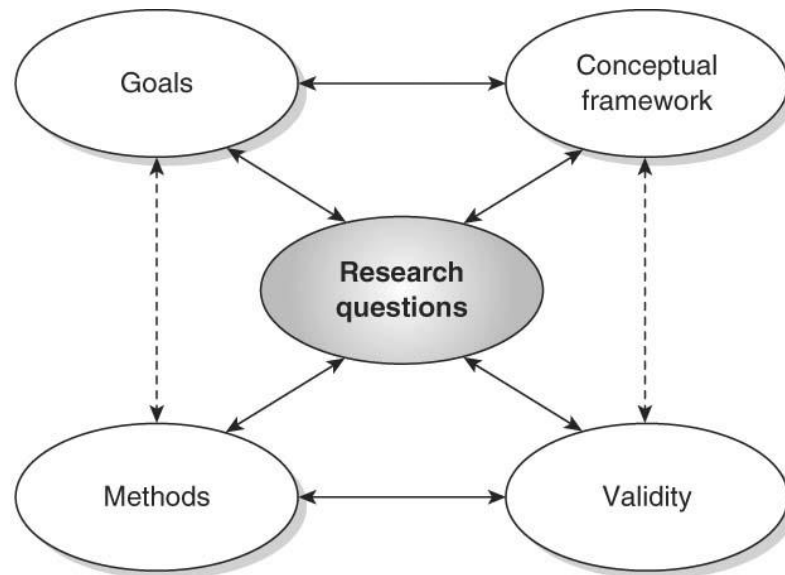 Goals
Conceptual
framework
Research
questions
Methods
Validity